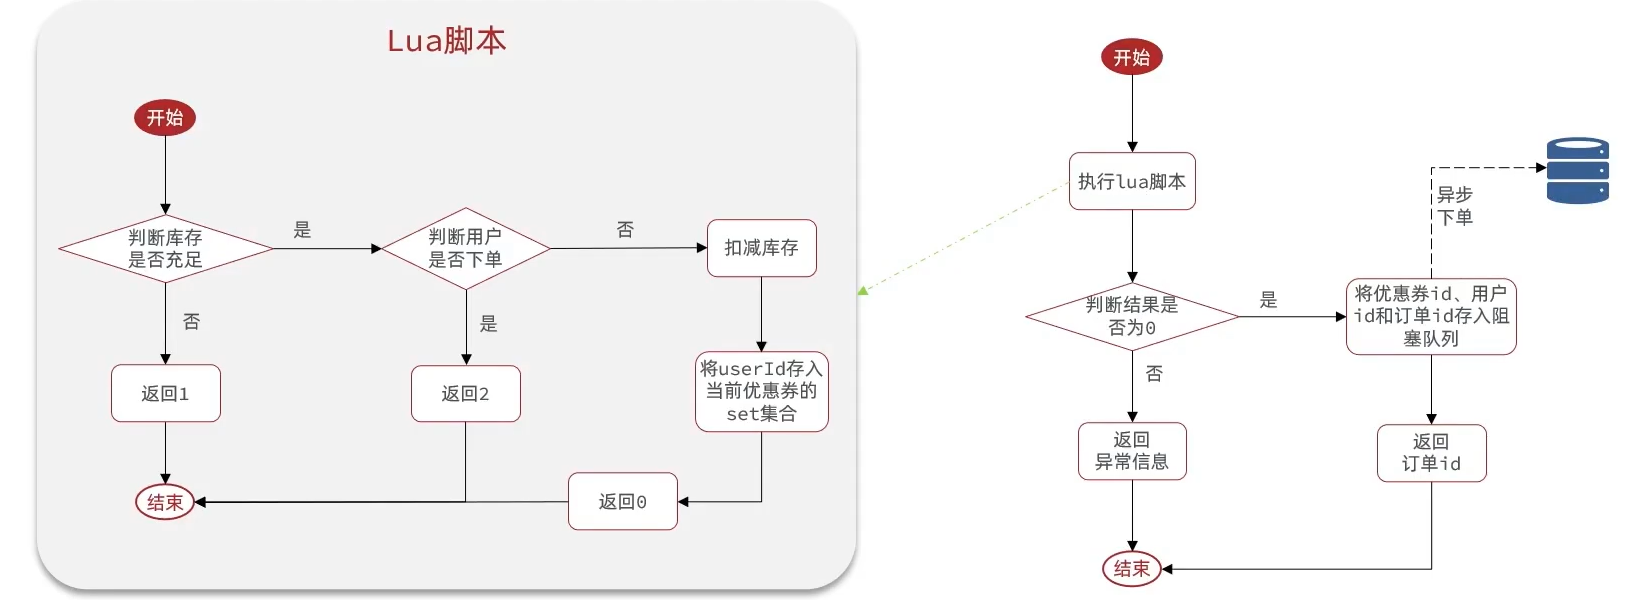 Lua脚本
开始
判断库存
是否充足
是
判断用户
是否下单
否
扣减库存
否
是
返回1
返回2
将userId存入
当前优惠券的
set集合
结束
返回0
开始
执行lua脚本
异步
下单
判断结果是
否为0
是
将优惠券id、用户
id和订单id存入阻
塞队列
否
返回
异常信息
返回
订单id
结束